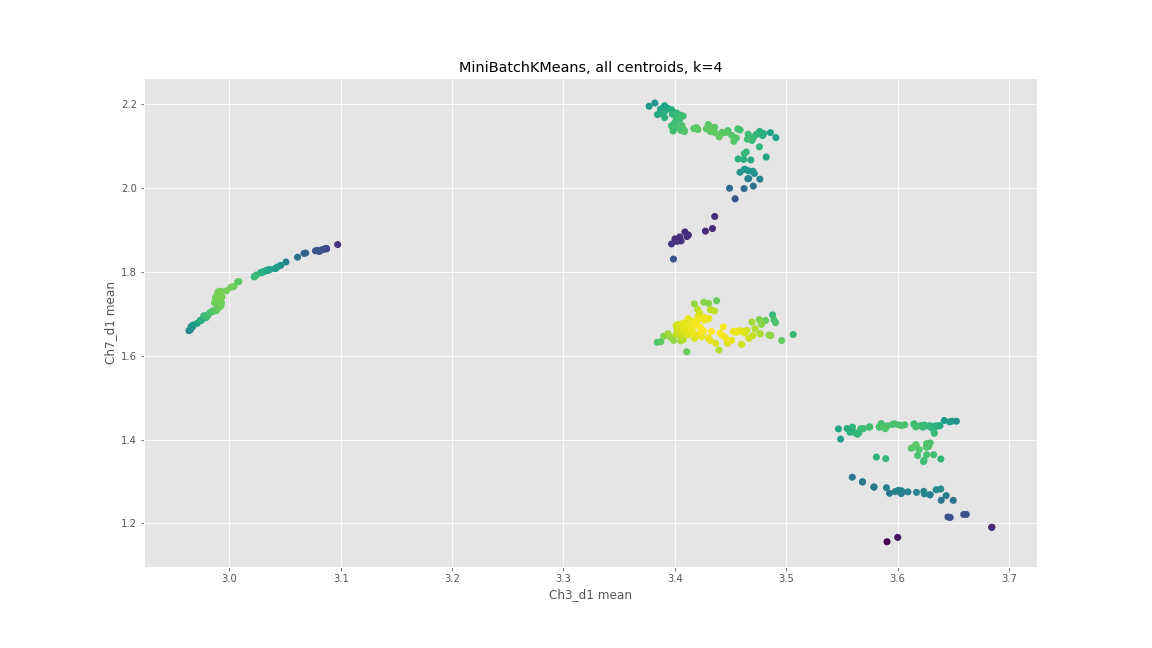 MiniBatchKMeans, all centroids, k=4
Ch7_d1 mean
2.2
2.0
1.8
1.6
1.4
1.2
3.0 3.1 3.2 3.3 3.4 3.5 3.6 3.7
Ch3_d1 mean